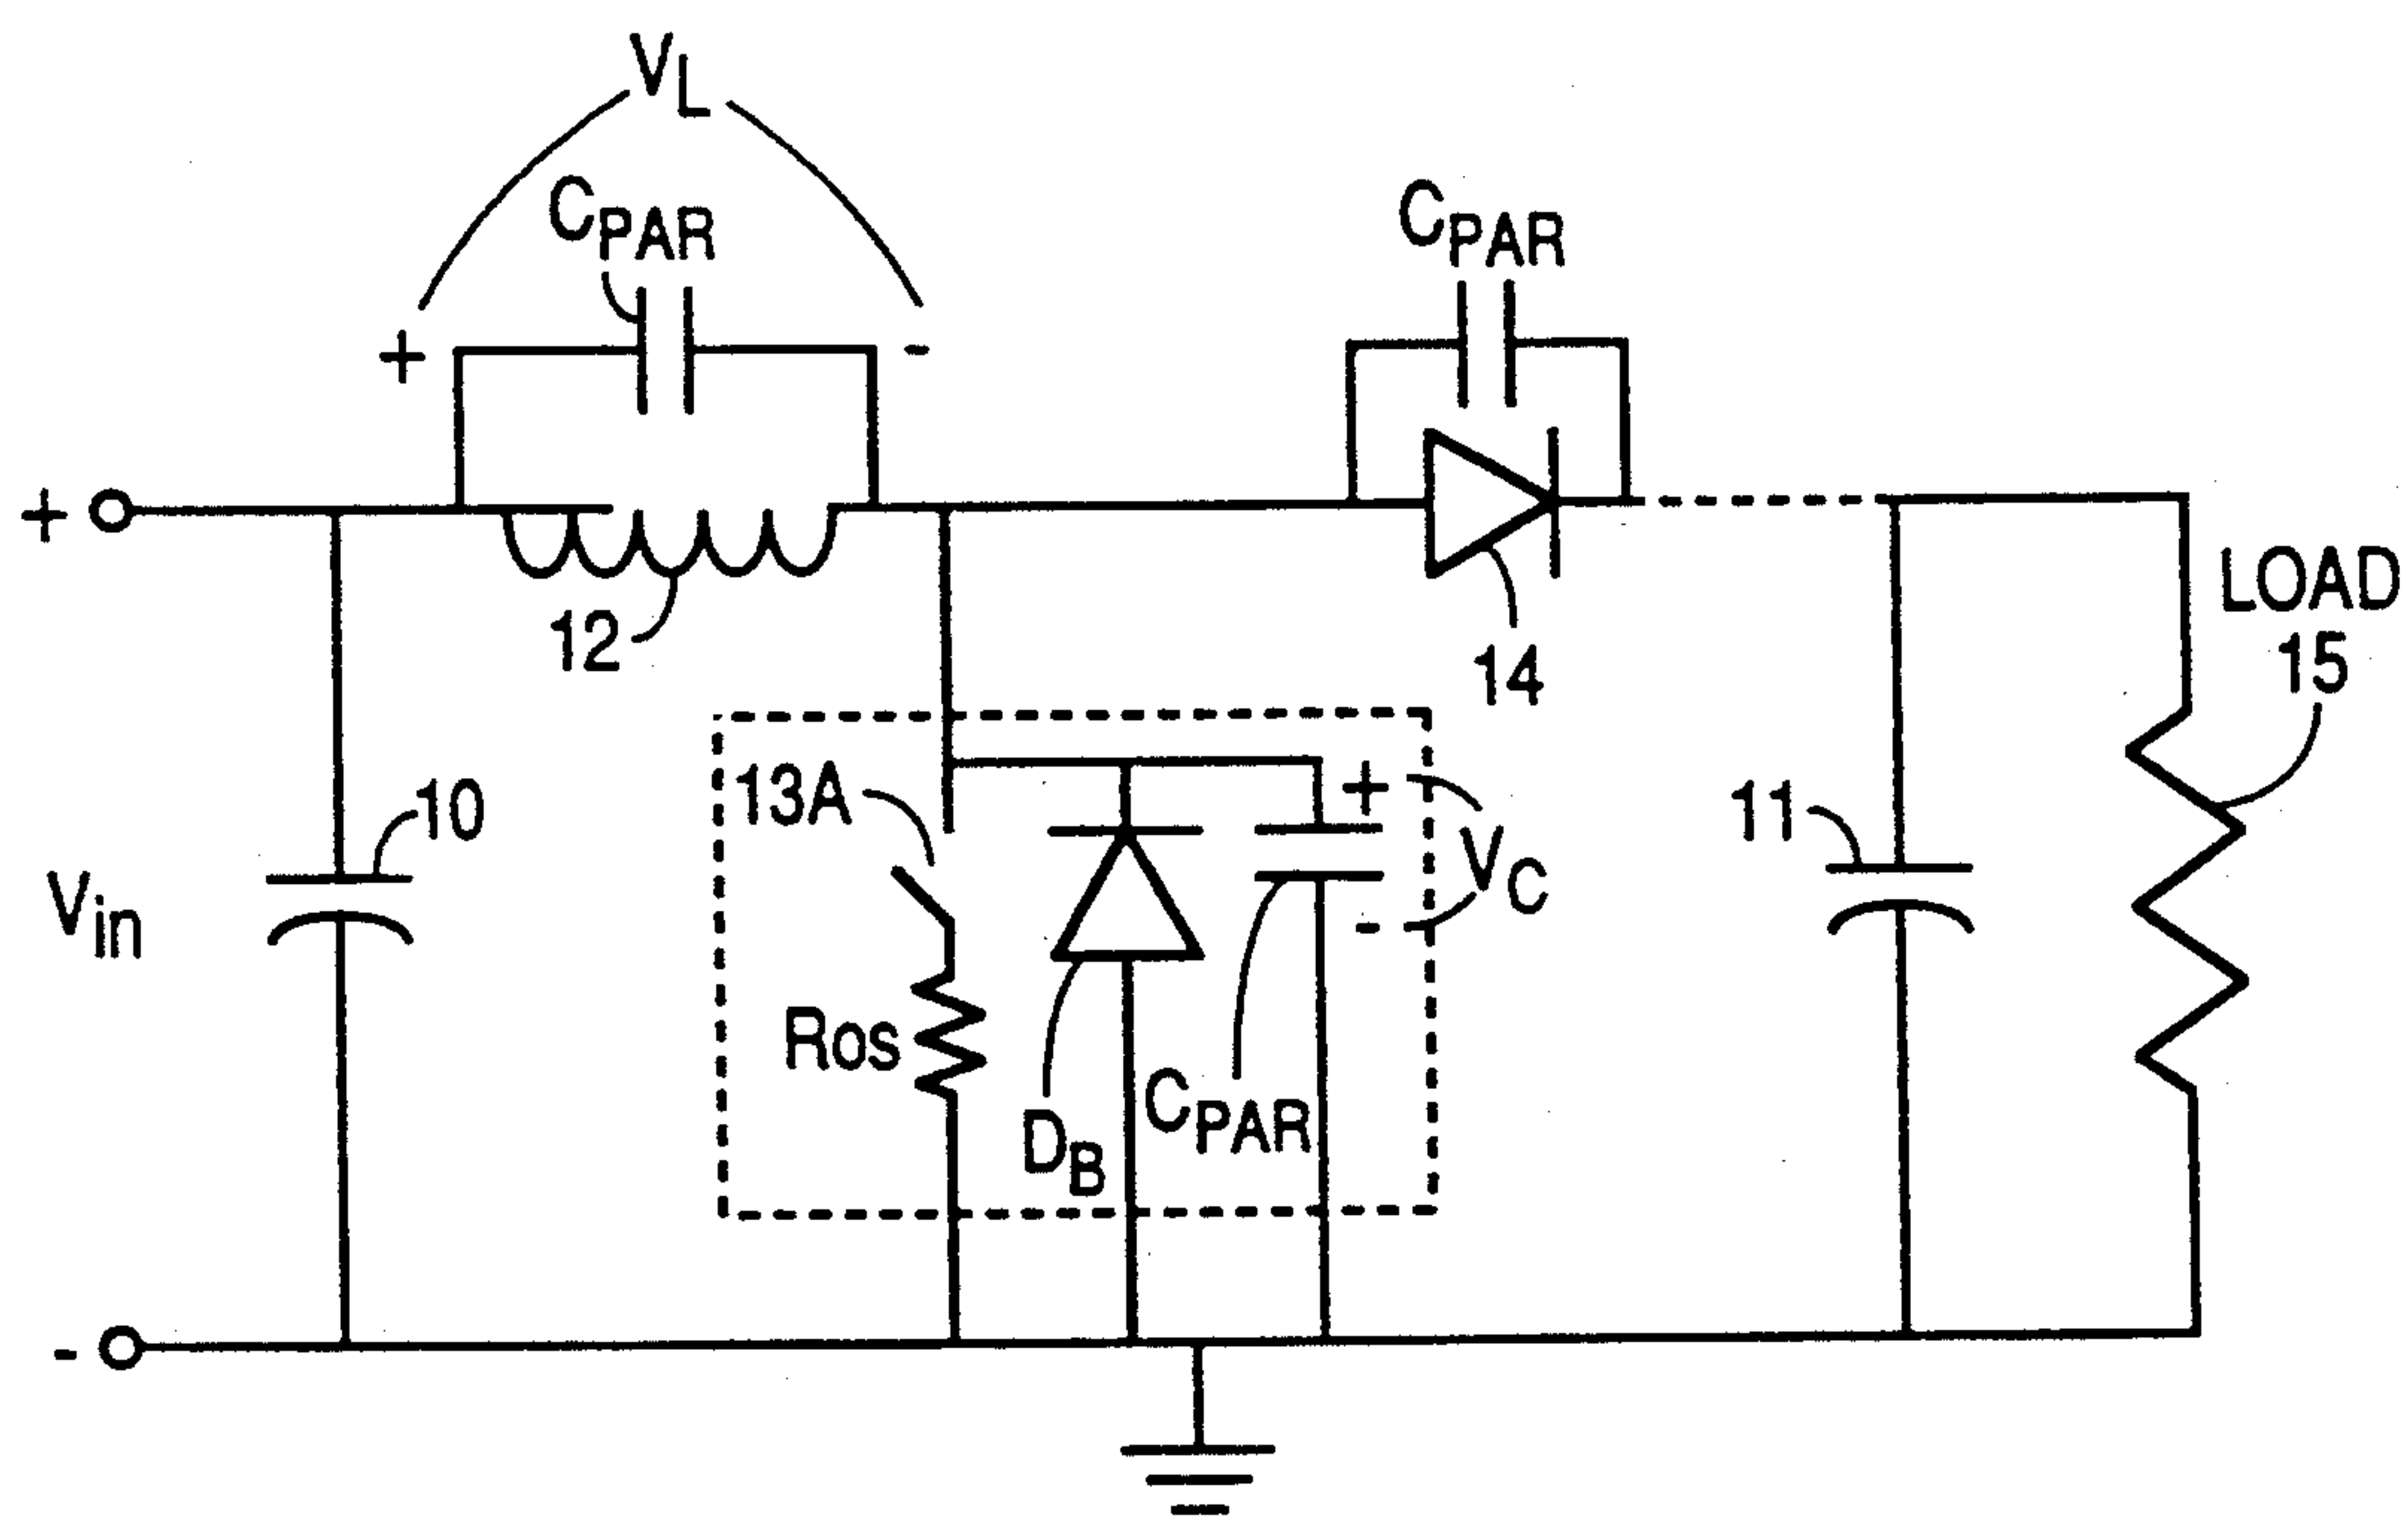 VL
CPAR
CPAR
+
-
+
12
14
LOAD
15
13A
+
10
11
VC
Vin
-
ROS
DB
CPAR
-